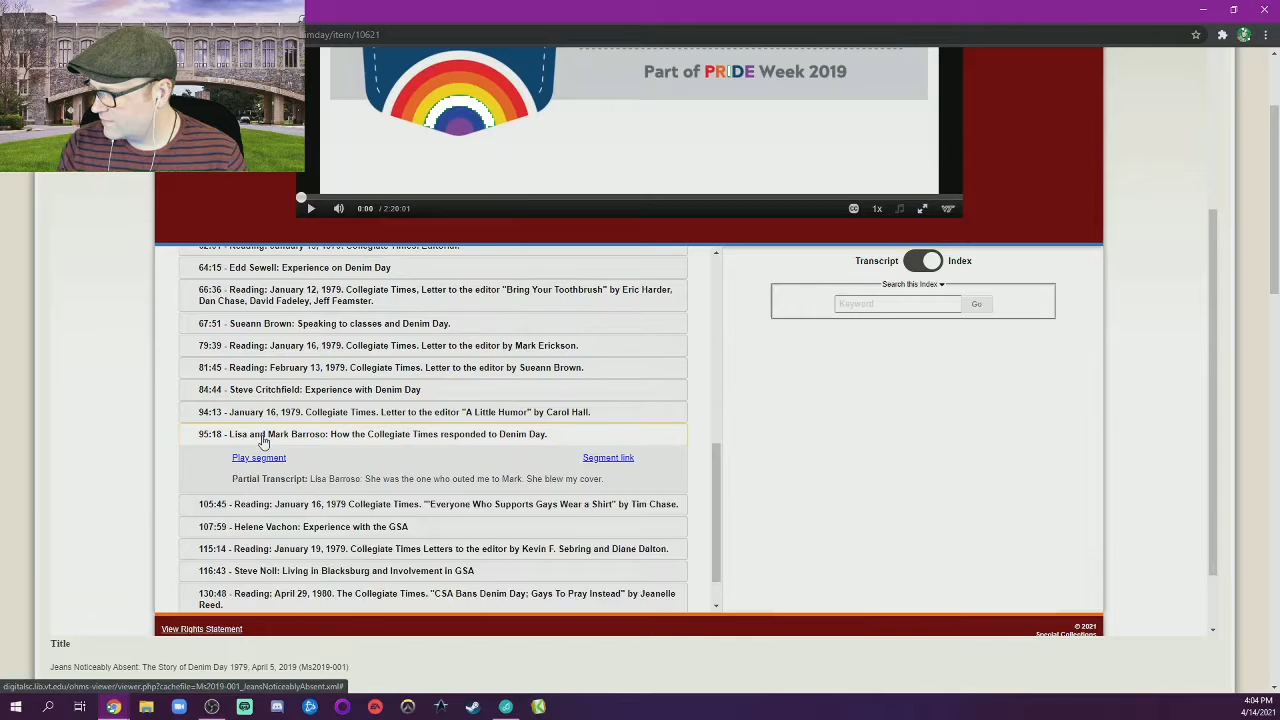 mday/item/10621
Part of PRIDE Week 2019
0:00 / 2:20:01
CC
1x
62:01 - Reading: January 15, 1979. Collegiate Times. Editorial.
64:15 - Edd Sewell: Experience on Denim Day
66:36 - Reading: January 12, 1979. Collegiate Times, Letter to the editor "Bring Your Toothbrush" by Eric Harder,
Dan Chase, David Fadeley, Jeff Feamster.
67:51 - Sueann Brown: Speaking to classes and Denim Day.
79:39 - Reading: January 16, 1979. Collegiate Times. Letter to the editor by Mark Erickson.
81:45 - Reading: February 13, 1979. Collegiate Times. Letter to the editor by Sueann Brown.
84:44 - Steve Critchfield: Experience with Denim Day
94:13 - January 16, 1979. Collegiate Times. Letter to the editor "A Little Humor" by Carol Hall.
95:18 - Lisa and Mark Barroso: How the Collegiate Times responded to Denim Day.
Play segment
Segment link
Partial Transcript: Lisa Barroso: She was the one who outed me to Mark. She blew my cover.
105:45 - Reading: January 16, 1979 Collegiate Times. "'Everyone Who Supports Gays Wear a Shirt" by Tim Chase.
107:59 - Helene Vachon: Experience with the GSA
115:14 - Reading: January 19, 1979. Collegiate Times Letters to the editor by Kevin F. Sebring and Diane Dalton.
116:43 - Steve Noll: Living in Blacksburg and Involvement in GSA
130:48 - Reading: April 29, 1980. The Collegiate Times. "CSA Bans Denim Day; Gays To Pray Instead" by Jeanelle
Reed.
Transcript
Index
Search this Index
Keyword
Go
View Rights Statement
© 2021
Special Collections
Title
Jeans Noticeably Absent: The Story of Denim Day 1979, April 5, 2019 (Ms2019-001)
digitalsc.lib.vt.edu/ohms-viewer/viewer.php?cachefile=Ms2019-001_JeansNoticeablyAbsent.xml#
4:04 PM
4/14/2021